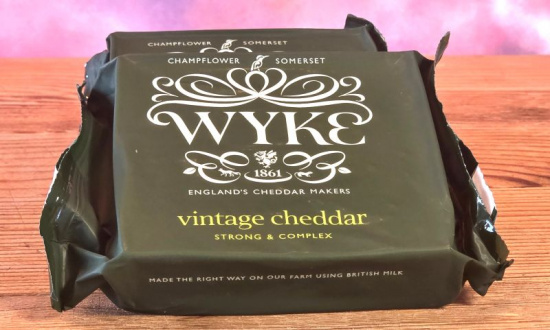 CHAMPFLOWER SOMERSET
CHAMPFLOWER SOMERSET
WYKE
1861
ENGLAND'S CHEDDAR MAKERS
vintage cheddar
STRONG & COMPLEX
MADE THE RIGHT WAY ON OUR FARM USING BRITISH MILK